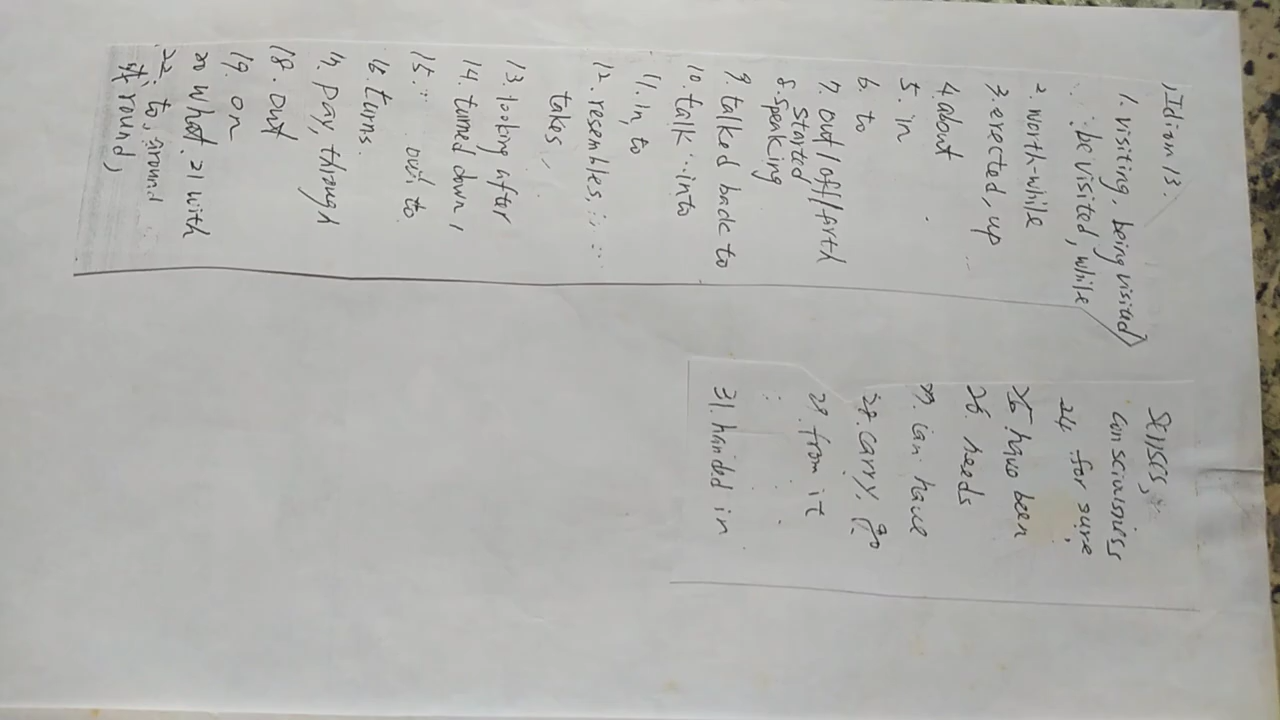 Idiom 13:
1. visiting, being visited
be visited, while
2. worth-while
3. erected, up
4. about
5. in
6. to
7. out/off/forth
started
8. speaking
9. talked back to
10. talk into
11. in, to
12. resembles,
takes,
13. looking after
14. turned down,
15. out to
16. turns.
17. pay, through
18. out
19. on
20 what 21 with
22. to, around
round,
senses,
consciousness
24 for sure
25. have been
26. needs
27. can have
28. carry, go
29. from it
31. handed in